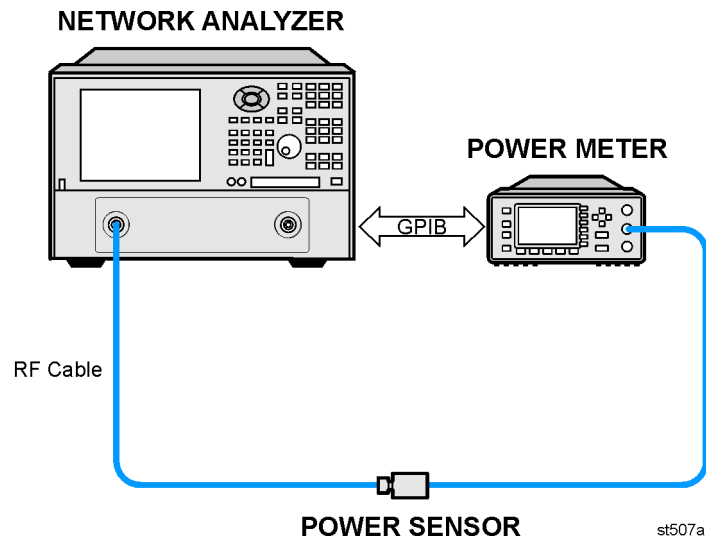 NETWORK ANALYZER
POWER METER
GPIB
RF Cable
POWER SENSOR
st507a